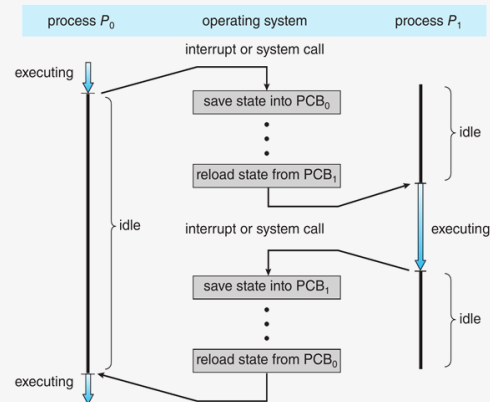 process P₀ operating system process P₁
interrupt or system call
executing
save state into PCB₀
idle
reload state from PCB₁
idle
interrupt or system call
executing
save state into PCB₁
idle
reload state from PCB₀
executing